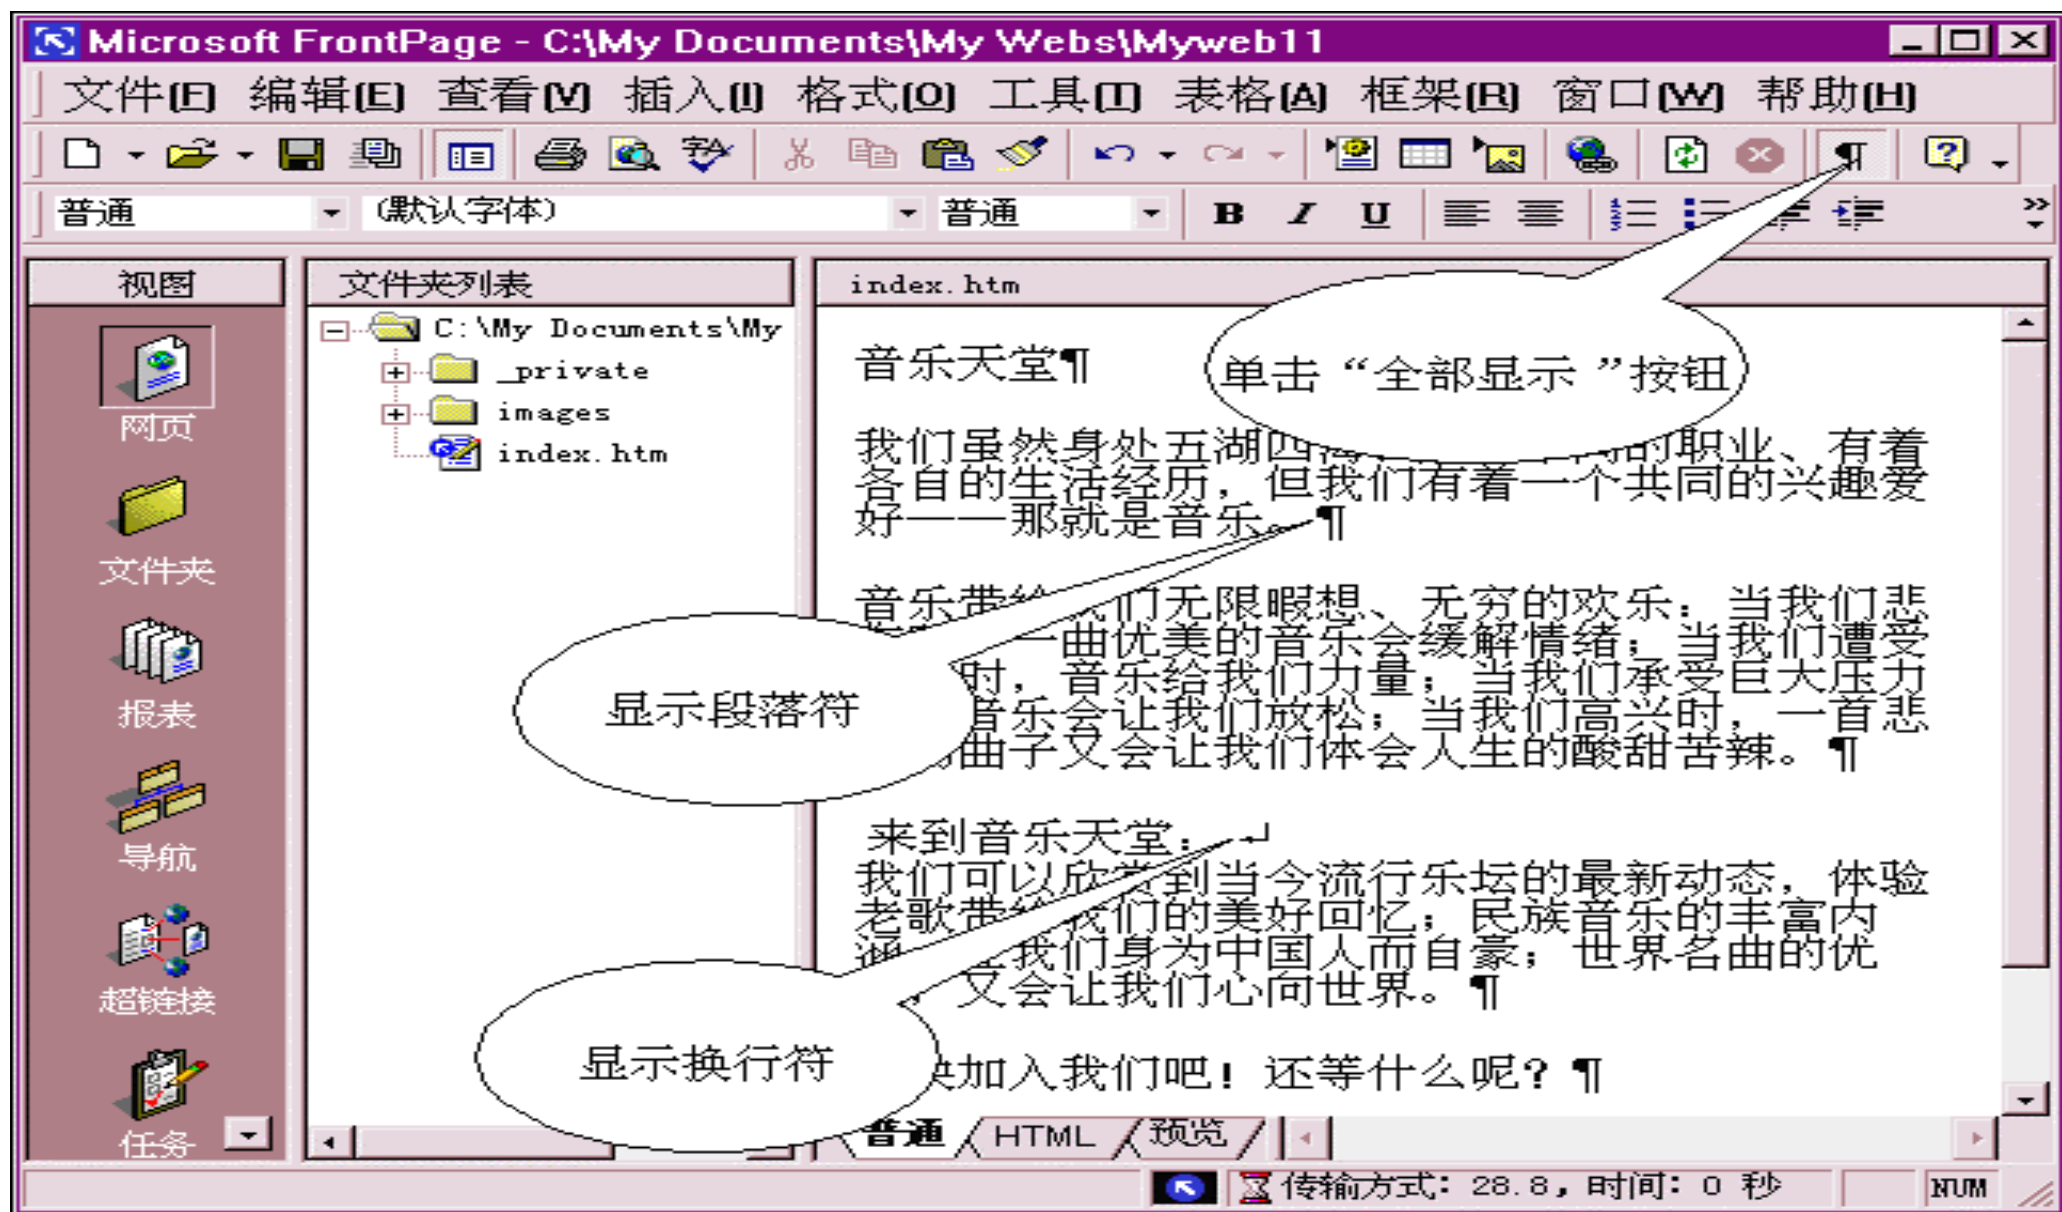 Microsoft FrontPage - C:\My Documents\My Webs\Myweb11
文件(F) 编辑(E) 查看(V) 插入(I) 格式(O) 工具(T) 表格(A) 框架(R) 窗口(W) 帮助(H)
普通 (默认字体) 普通 B I U
视图 文件夹列表 index.htm
网页
文件夹
报表
导航
超链接
任务
C:\My Documents\My
_private
images
index.htm
单击“全部显示”按钮
音乐天堂¶
我们虽然身处五湖四 的职业、有着
各自的生活经历，但我们有着一个共同的兴趣爱
好——那就是音乐。¶
音乐带给我们无限暇想、无穷的欢乐：当我们悲
一曲优美的音乐会缓解情绪；当我们遭受
时，音乐给我们力量；当我们承受巨大压力
音乐会让我们放松；当我们高兴时，一首悲
曲子又会让我们体会人生的酸甜苦辣。¶
显示段落符
来到音乐天堂：↵
我们可以欣赏到当今流行乐坛的最新动态，体验
老歌带给我们的美好回忆；民族音乐的丰富内
我们身为中国人而自豪；世界名曲的优
又会让我们心向世界。¶
显示换行符
加入我们吧！还等什么呢？¶
普通 HTML 预览
传输方式：28.8，时间：0 秒 NUM